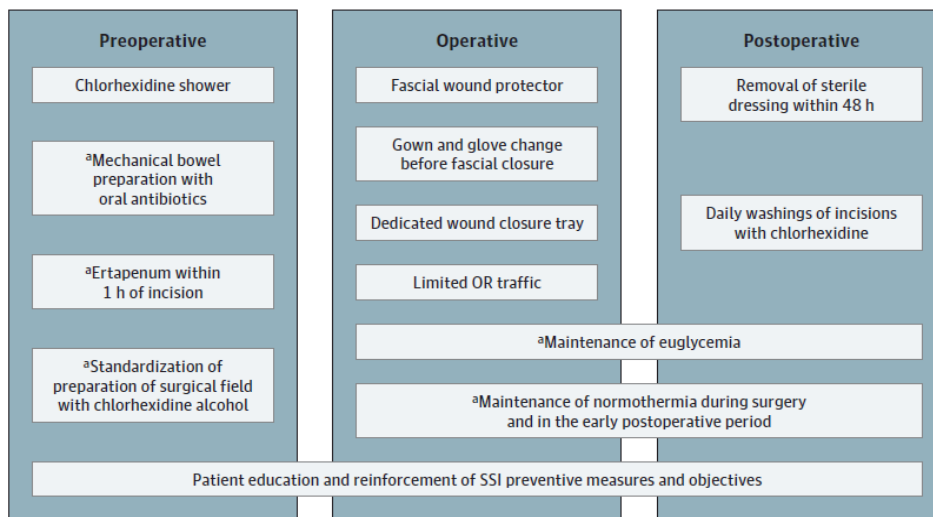 Preoperative
Chlorhexidine shower
ᵃMechanical bowel
preparation with
oral antibiotics
ᵃErtapenum within
1 h of incision
ᵃStandardization of
preparation of surgical field
with chlorhexidine alcohol
Operative
Fascial wound protector
Gown and glove change
before fascial closure
Dedicated wound closure tray
Limited OR traffic
Postoperative
Removal of sterile
dressing within 48 h
Daily washings of incisions
with chlorhexidine
ᵃMaintenance of euglycemia
ᵃMaintenance of normothermia during surgery
and in the early postoperative period
Patient education and reinforcement of SSI preventive measures and objectives